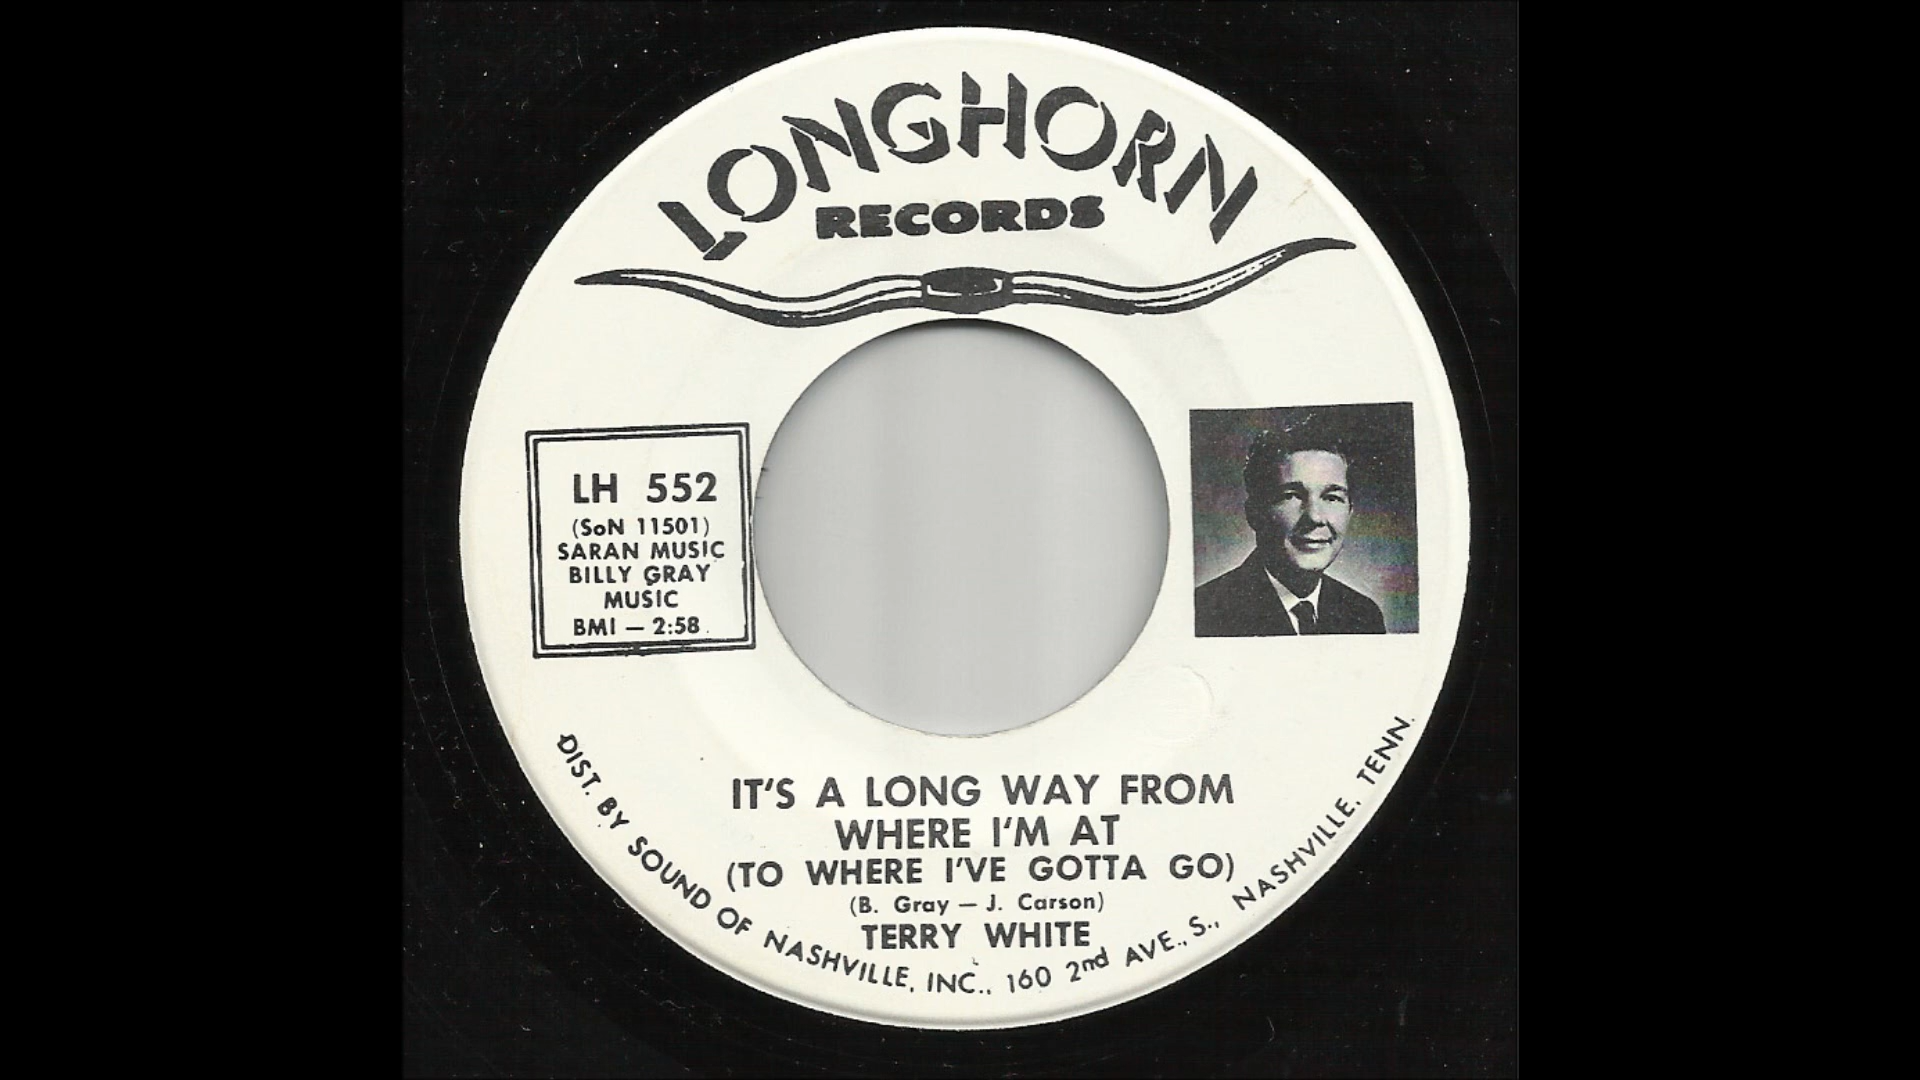 LONGHORN
RECORDS
LH 552
(SoN 11501)
SARAN MUSIC
BILLY GRAY
MUSIC
BMI — 2:58
IT'S A LONG WAY FROM
WHERE I'M AT
(TO WHERE I'VE GOTTA GO)
(B. Gray — J. Carson)
TERRY WHITE
DIST. BY SOUND OF NASHVILLE, INC., 160 2nd AVE., S., NASHVILLE, TENN.